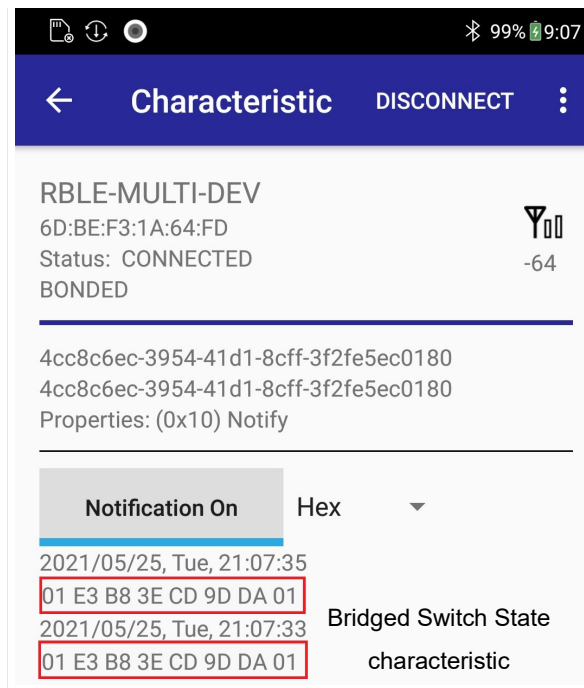 99% 9:07
Characteristic DISCONNECT
RBLE-MULTI-DEV
6D:BE:F3:1A:64:FD
Status: CONNECTED
-64
BONDED
4cc8c6ec-3954-41d1-8cff-3f2fe5ec0180
4cc8c6ec-3954-41d1-8cff-3f2fe5ec0180
Properties: (0x10) Notify
Notification On Hex
2021/05/25, Tue, 21:07:35
01 E3 B8 3E CD 9D DA 01
2021/05/25, Tue, 21:07:33
01 E3 B8 3E CD 9D DA 01
Bridged Switch State
characteristic